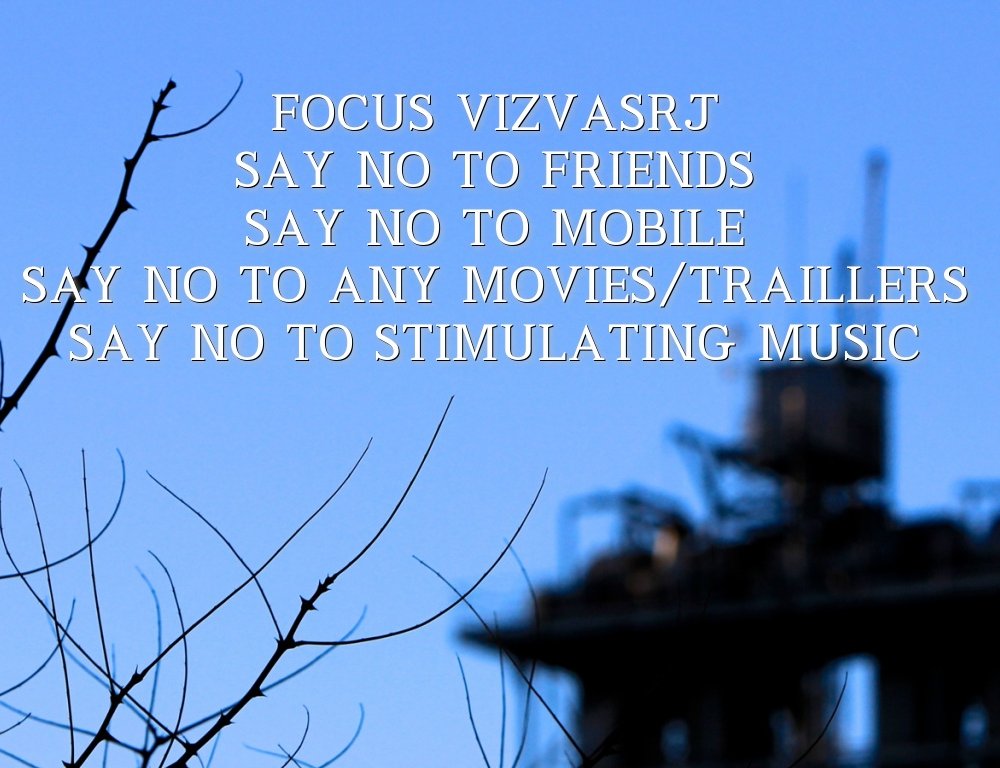 FOCUS VIZVASRJ
SAY NO TO FRIENDS
SAY NO TO MOBILE
SAY NO TO ANY MOVIES/TRAILLERS
SAY NO TO STIMULATING MUSIC